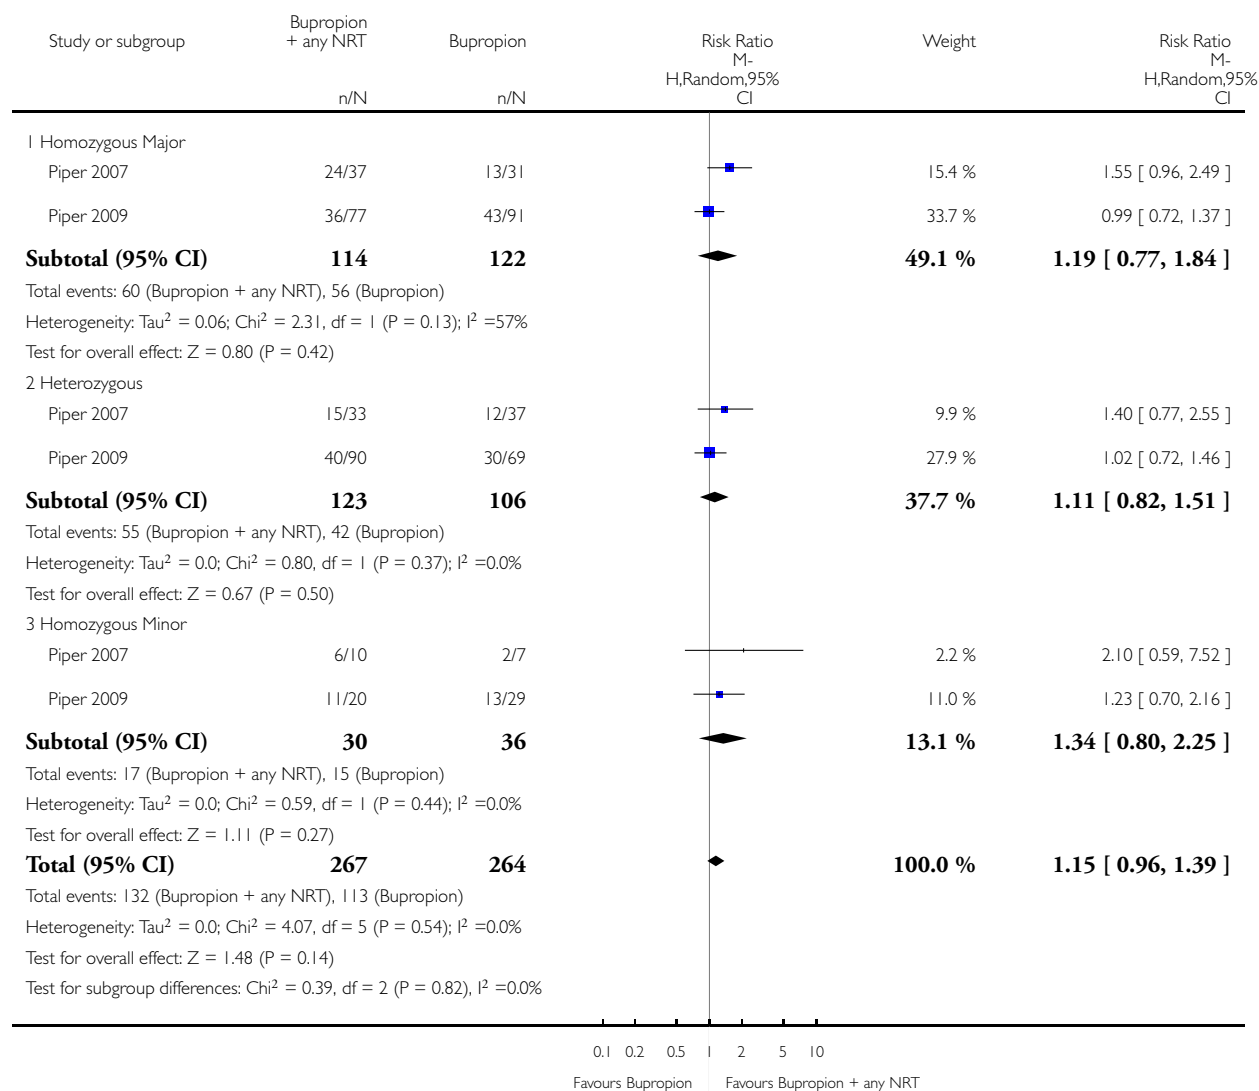 Study or subgroup Bupropion + any NRT Bupropion Risk Ratio Weight Risk Ratio
M-H,Random,95% CI M-H,Random,95% CI
n/N n/N
1 Homozygous Major
Piper 2007 24/37 13/31 15.4 % 1.55 [ 0.96, 2.49 ]
Piper 2009 36/77 43/91 33.7 % 0.99 [ 0.72, 1.37 ]
Subtotal (95% CI) 114 122 49.1 % 1.19 [ 0.77, 1.84 ]
Total events: 60 (Bupropion + any NRT), 56 (Bupropion)
Heterogeneity: Tau² = 0.06; Chi² = 2.31, df = 1 (P = 0.13); I² =57%
Test for overall effect: Z = 0.80 (P = 0.42)
2 Heterozygous
Piper 2007 15/33 12/37 9.9 % 1.40 [ 0.77, 2.55 ]
Piper 2009 40/90 30/69 27.9 % 1.02 [ 0.72, 1.46 ]
Subtotal (95% CI) 123 106 37.7 % 1.11 [ 0.82, 1.51 ]
Total events: 55 (Bupropion + any NRT), 42 (Bupropion)
Heterogeneity: Tau² = 0.0; Chi² = 0.80, df = 1 (P = 0.37); I² =0.0%
Test for overall effect: Z = 0.67 (P = 0.50)
3 Homozygous Minor
Piper 2007 6/10 2/7 2.2 % 2.10 [ 0.59, 7.52 ]
Piper 2009 11/20 13/29 11.0 % 1.23 [ 0.70, 2.16 ]
Subtotal (95% CI) 30 36 13.1 % 1.34 [ 0.80, 2.25 ]
Total events: 17 (Bupropion + any NRT), 15 (Bupropion)
Heterogeneity: Tau² = 0.0; Chi² = 0.59, df = 1 (P = 0.44); I² =0.0%
Test for overall effect: Z = 1.11 (P = 0.27)
Total (95% CI) 267 264 100.0 % 1.15 [ 0.96, 1.39 ]
Total events: 132 (Bupropion + any NRT), 113 (Bupropion)
Heterogeneity: Tau² = 0.0; Chi² = 4.07, df = 5 (P = 0.54); I² =0.0%
Test for overall effect: Z = 1.48 (P = 0.14)
Test for subgroup differences: Chi² = 0.39, df = 2 (P = 0.82), I² =0.0%
0.1 0.2 0.5 1 2 5 10
Favours Bupropion Favours Bupropion + any NRT